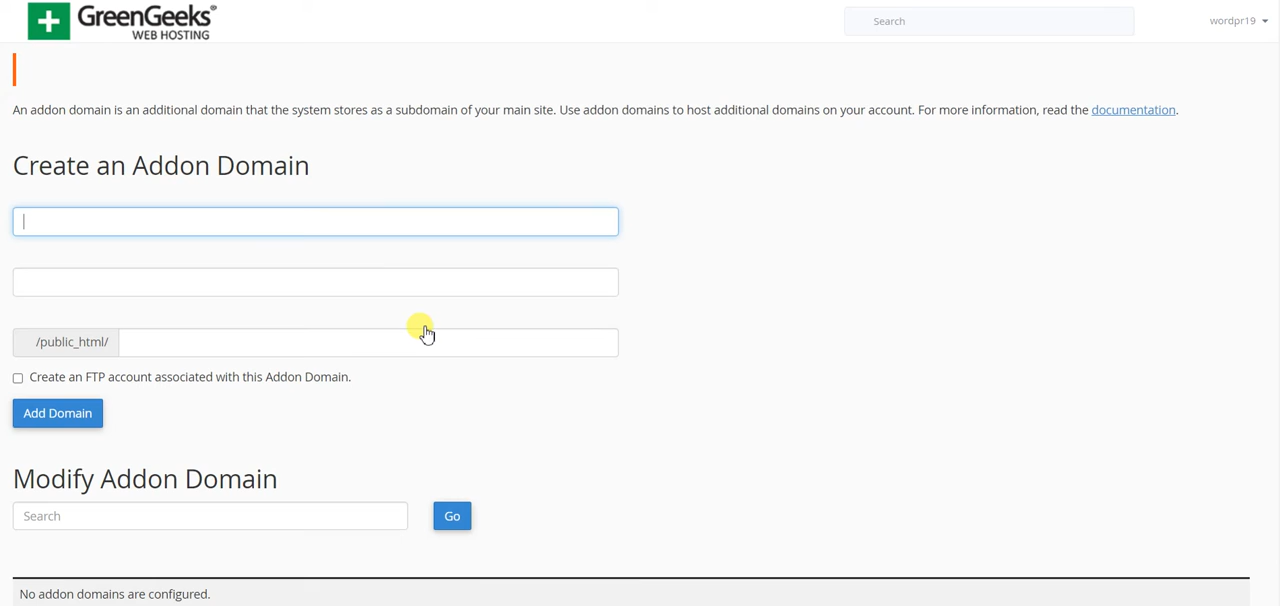 GreenGeeks®
WEB HOSTING
Search
wordpr19
An addon domain is an additional domain that the system stores as a subdomain of your main site. Use addon domains to host additional domains on your account. For more information, read the documentation.
Create an Addon Domain
/public_html/
Create an FTP account associated with this Addon Domain.
Add Domain
Modify Addon Domain
Search
Go
No addon domains are configured.